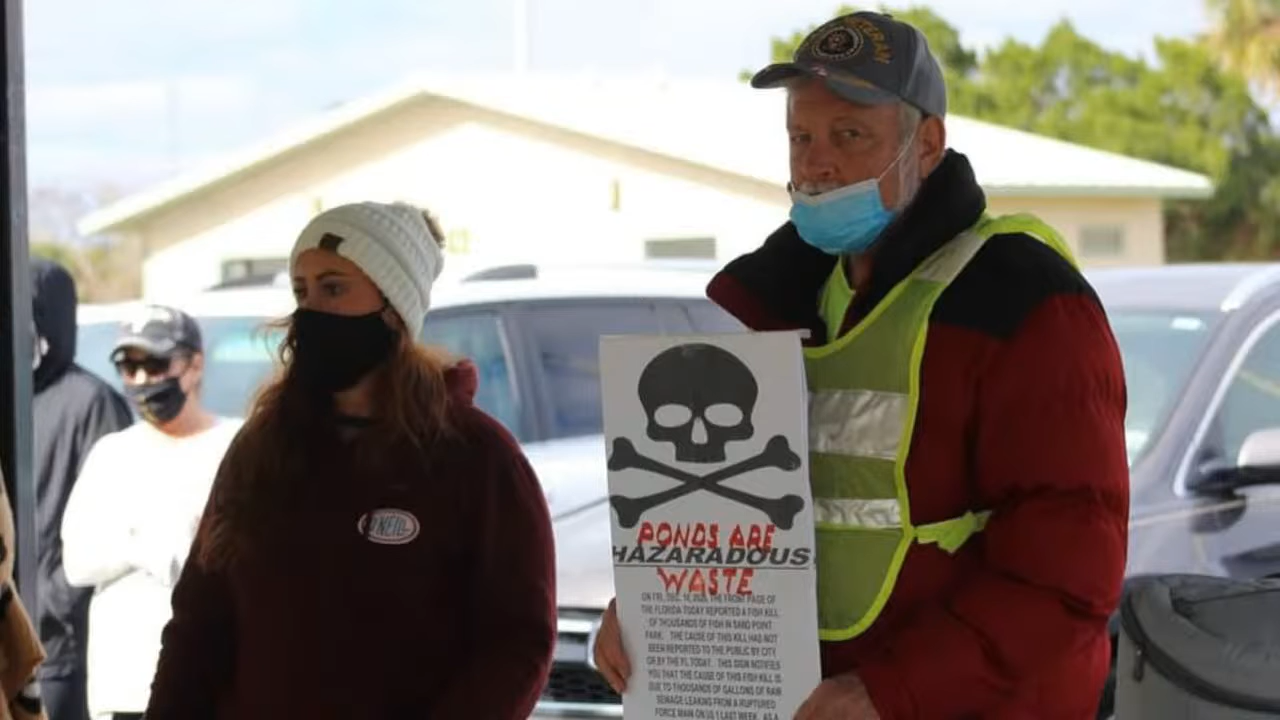 VETERAN
O'NEILL
PONDS ARE
HAZARADOUS
WASTE
ON FRI., DEC. 18, 2020, THE FRONT PAGE OF
THE FLORIDA TODAY REPORTED A FISH KILL
OF THOUSANDS OF FISH IN SAND POINT
PARK. THE CAUSE OF THIS KILL HAS NOT
BEEN REPORTED TO THE PUBLIC BY CITY,
OR BY THE FL TODAY. THIS SIGN NOTIFIES
YOU THAT THE CAUSE OF THIS FISH KILL IS
DUE TO THOUSANDS OF GALLONS OF RAW
SEWAGE LEAKING FROM A RUPTURED
FORCE MAIN ON US 1 LAST WEEK. AS A